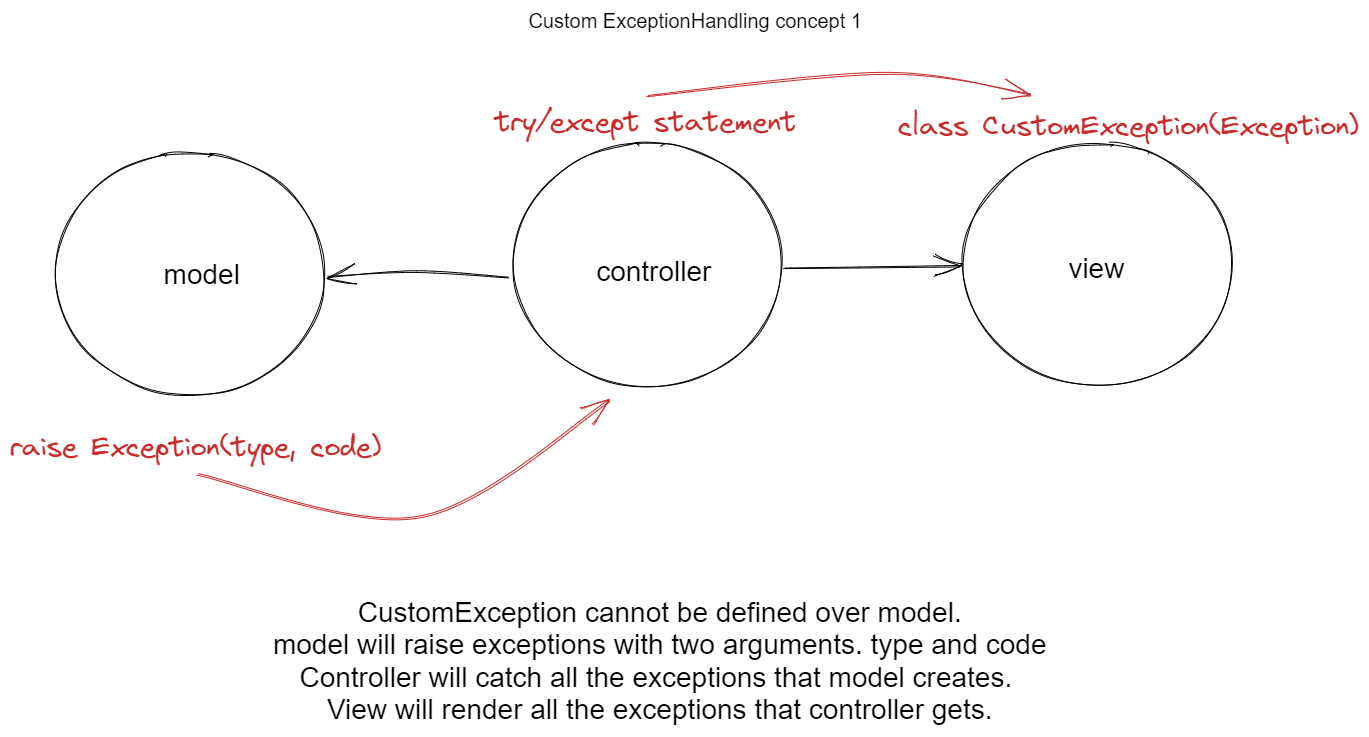 Custom ExceptionHandling concept 1
try/except statement
class CustomException(Exception)
model
controller
view
raise Exception(type, code)
CustomException cannot be defined over model.
model will raise exceptions with two arguments. type and code
Controller will catch all the exceptions that model creates.
View will render all the exceptions that controller gets.